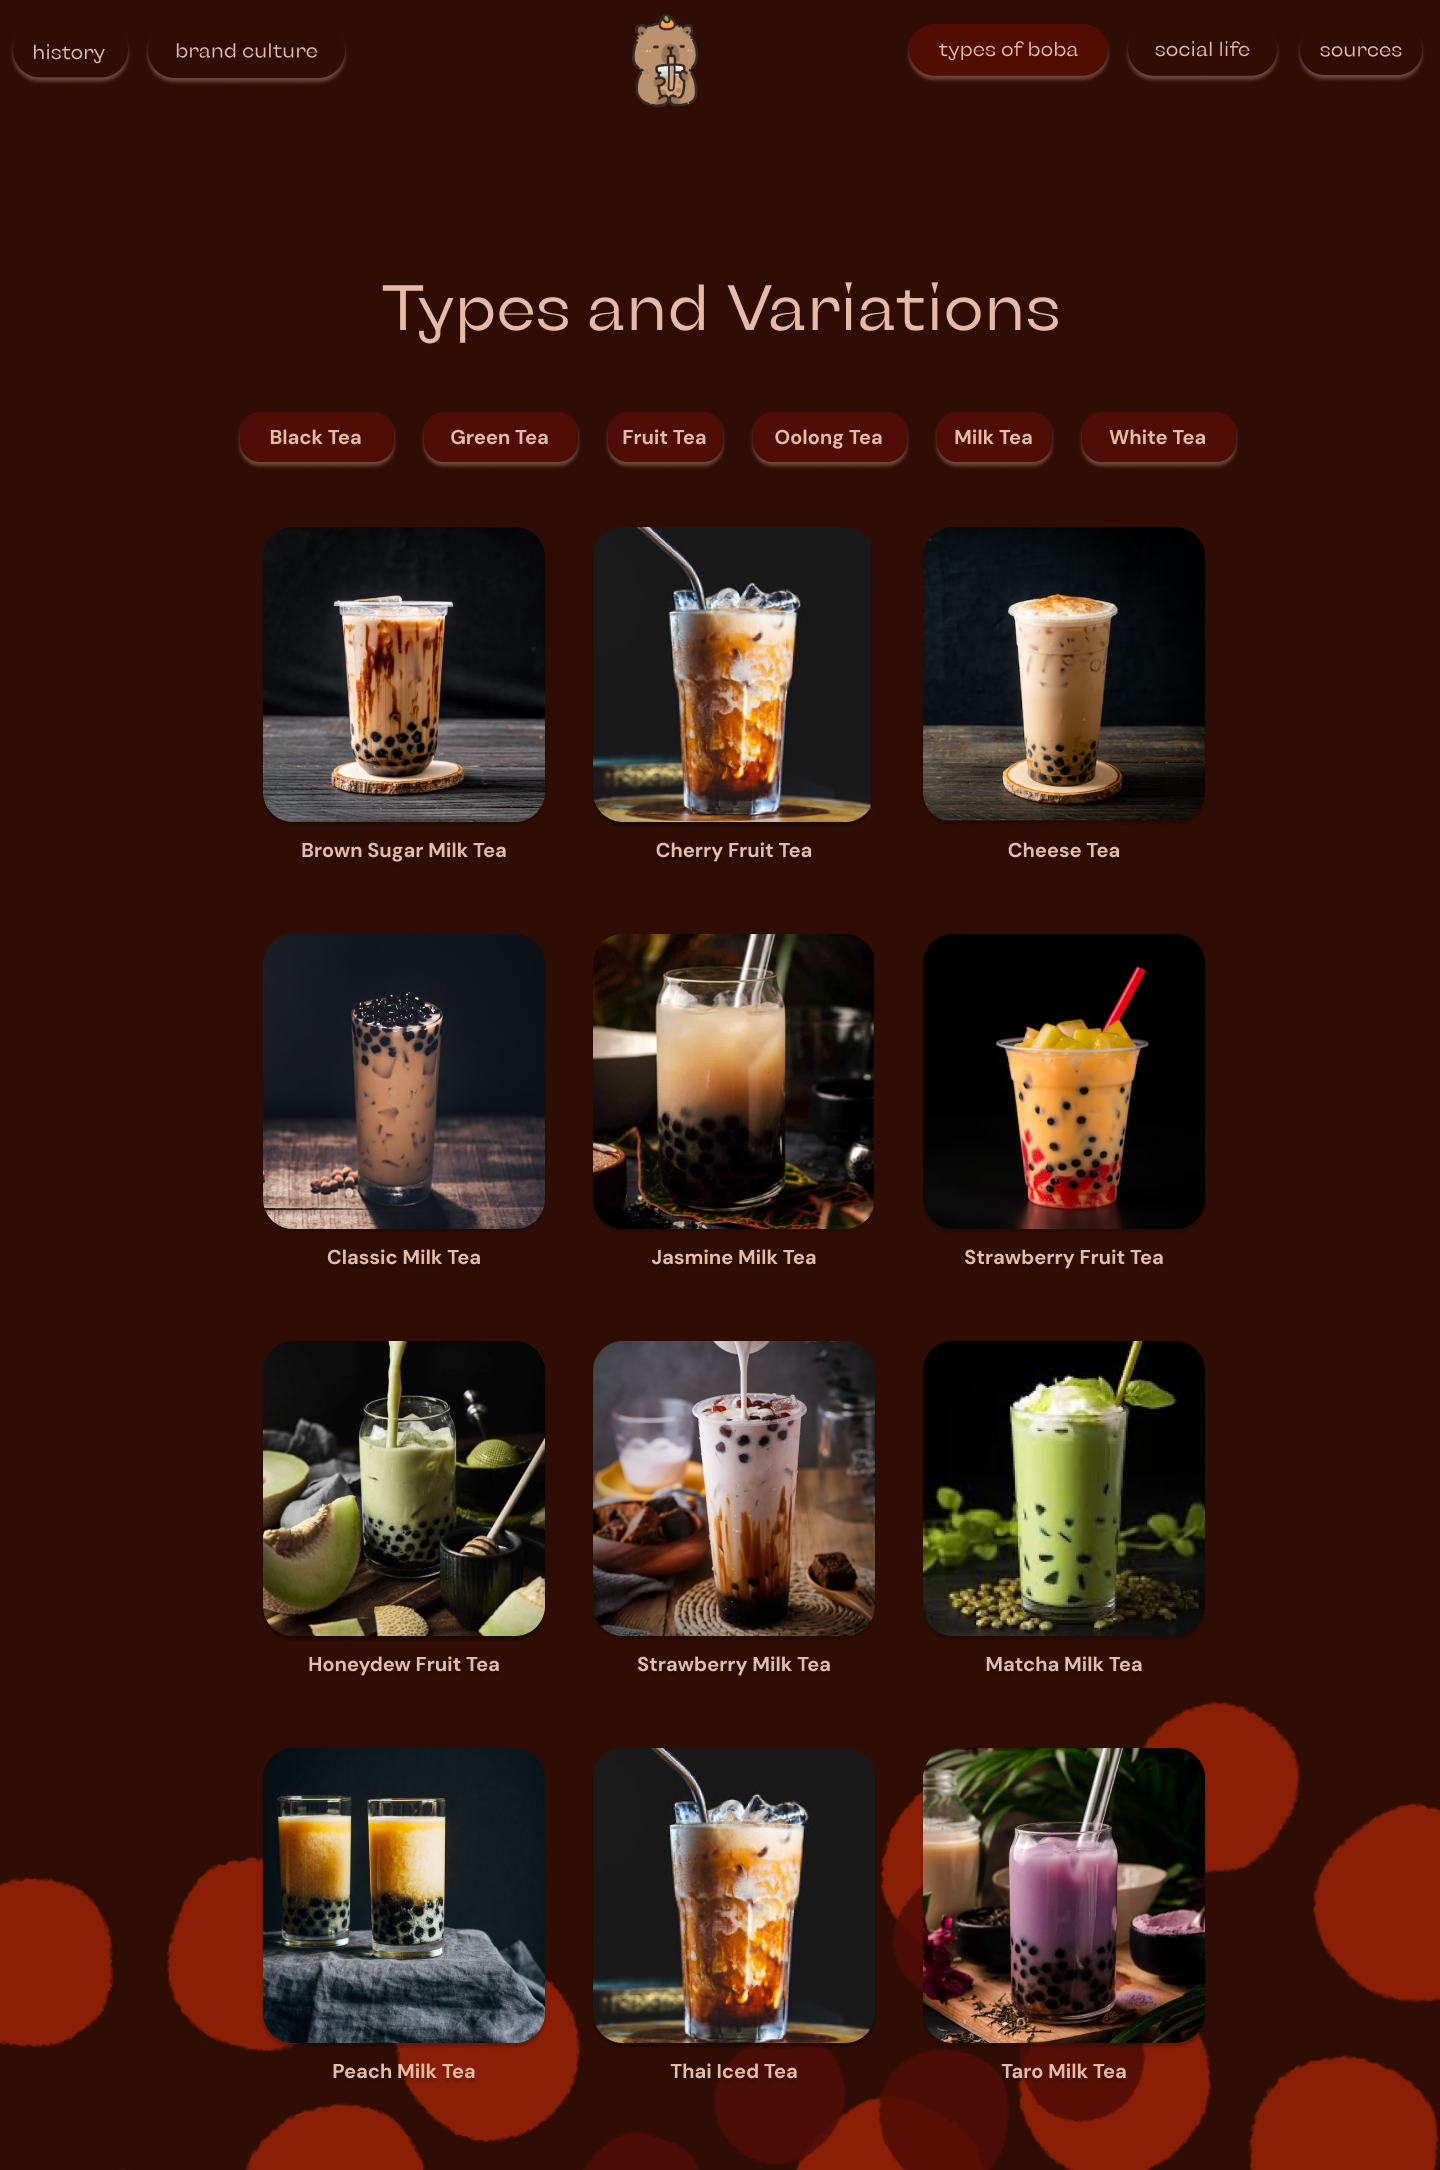 history
brand culture
types of boba
social life
sources
Types and Variations
Black Tea
Green Tea
Fruit Tea
Oolong Tea
Milk Tea
White Tea
Brown Sugar Milk Tea
Cherry Fruit Tea
Cheese Tea
Classic Milk Tea
Jasmine Milk Tea
Strawberry Fruit Tea
Honeydew Fruit Tea
Strawberry Milk Tea
Matcha Milk Tea
Peach Milk Tea
Thai Iced Tea
Taro Milk Tea